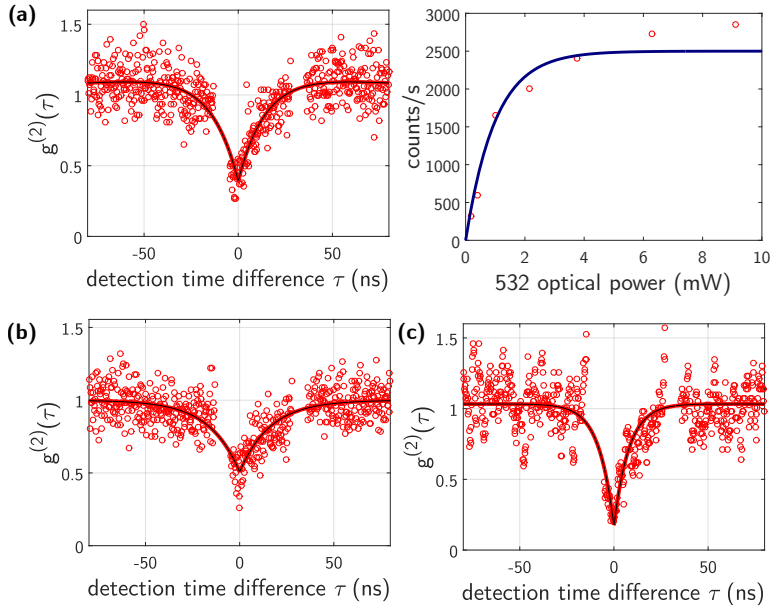 (a)
1.5
1
0.5
0
-50 0 50
g(2)(τ)
detection time difference τ (ns)
3000
2500
2000
1500
1000
500
0
0 2 4 6 8 10
counts/s
532 optical power (mW)
(b)
1.5
1
0.5
0
-50 0 50
g(2)(τ)
detection time difference τ (ns)
(c)
1.5
1
0.5
0
-50 0 50
g(2)(τ)
detection time difference τ (ns)